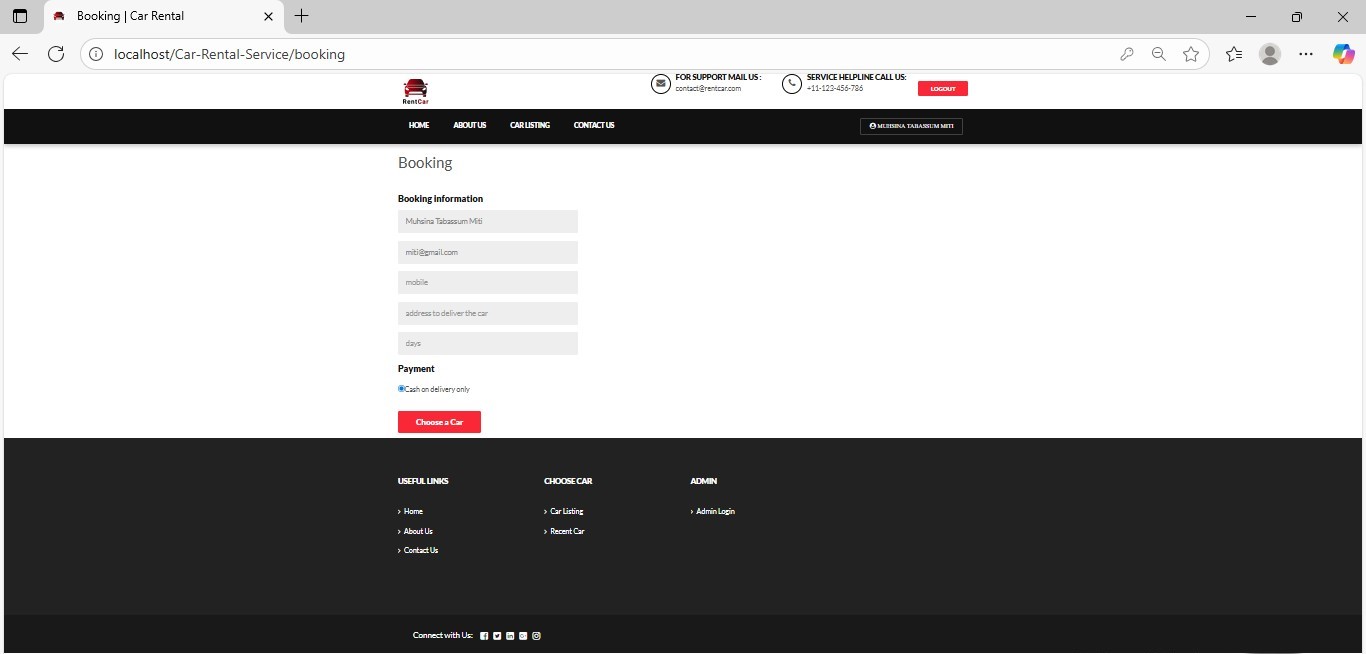 Booking | Car Rental
localhost/Car-Rental-Service/booking
RentCar
FOR SUPPORT MAIL US :
contact@rentcar.com
SERVICE HELPLINE CALL US:
+11-123-456-786
LOGOUT
HOME ABOUT US CAR LISTING CONTACT US
MUHSINA TABASSUM MITI
Booking
Booking information
Muhsina Tabassum Miti
miti@gmail.com
mobile
address to deliver the car
days
Payment
Cash on delivery only
Choose a Car
USEFUL LINKS
Home
About Us
Contact Us
CHOOSE CAR
Car Listing
Recent Car
ADMIN
Admin Login
Connect with Us: